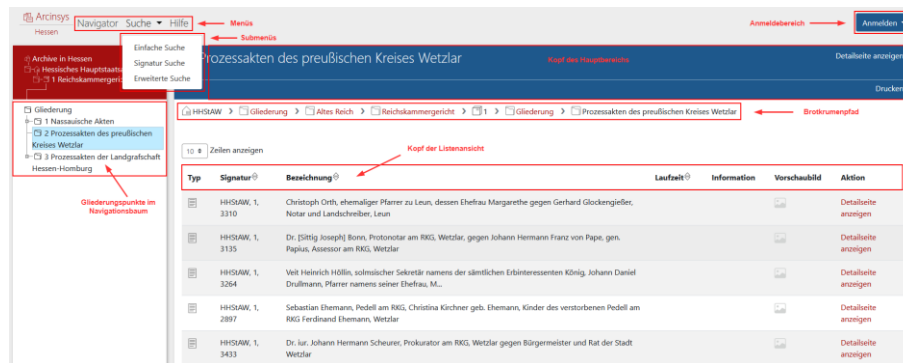 Arcinsys
Hessen
Navigator Suche Hilfe
Menüs
Submenüs
Anmeldebereich
Anmelden
Einfache Suche
Signatur Suche
Erweiterte Suche
Archive in Hessen
Hessisches Hauptstaats
1 Reichskammergeri
Prozessakten des preußischen Kreises Wetzlar
Kopf des Hauptbereichs
Detailseite anzeigen
Drucken
Gliederung
1 Nassauische Akten
2 Prozessakten des preußischen
Kreises Wetzlar
3 Prozessakten der Landgrafschaft
Hessen-Homburg
Gliederungspunkte im
Navigationsbaum
HHStAW > Gliederung > Altes Reich > Reichskammergericht > 1 > Gliederung > Prozessakten des preußischen Kreises Wetzlar
Brotkrumenpfad
10 Zeilen anzeigen
Kopf der Listenansicht
Typ Signatur Bezeichnung Laufzeit Information Vorschaubild Aktion
HHStAW, 1,
3310
Christoph Orth, ehemaliger Pfarrer zu Leun, dessen Ehefrau Margarethe gegen Gerhard Glockengießer,
Notar und Landschreiber, Leun
Detailseite
anzeigen
HHStAW, 1,
3135
Dr. [Sittig Joseph] Bonn, Protonotar am RKG, Wetzlar, gegen Johann Hermann Franz von Pape, gen.
Papius, Assessor am RKG, Wetzlar
Detailseite
anzeigen
HHStAW, 1,
3264
Veit Heinrich Höllin, solmsischer Sekretär namens der sämtlichen Erbinteressenten König, Johann Daniel
Drullmann, Pfarrer namens seiner Ehefrau, M...
Detailseite
anzeigen
HHStAW, 1,
2897
Sebastian Ehemann, Pedell am RKG, Christina Kirchner geb. Ehemann, Kinder des verstorbenen Pedell am
RKG Ferdinand Ehemann, Wetzlar
Detailseite
anzeigen
HHStAW, 1,
3433
Dr. iur. Johann Hermann Scheurer, Prokurator am RKG, Wetzlar gegen Bürgermeister und Rat der Stadt
Wetzlar
Detailseite
anzeigen